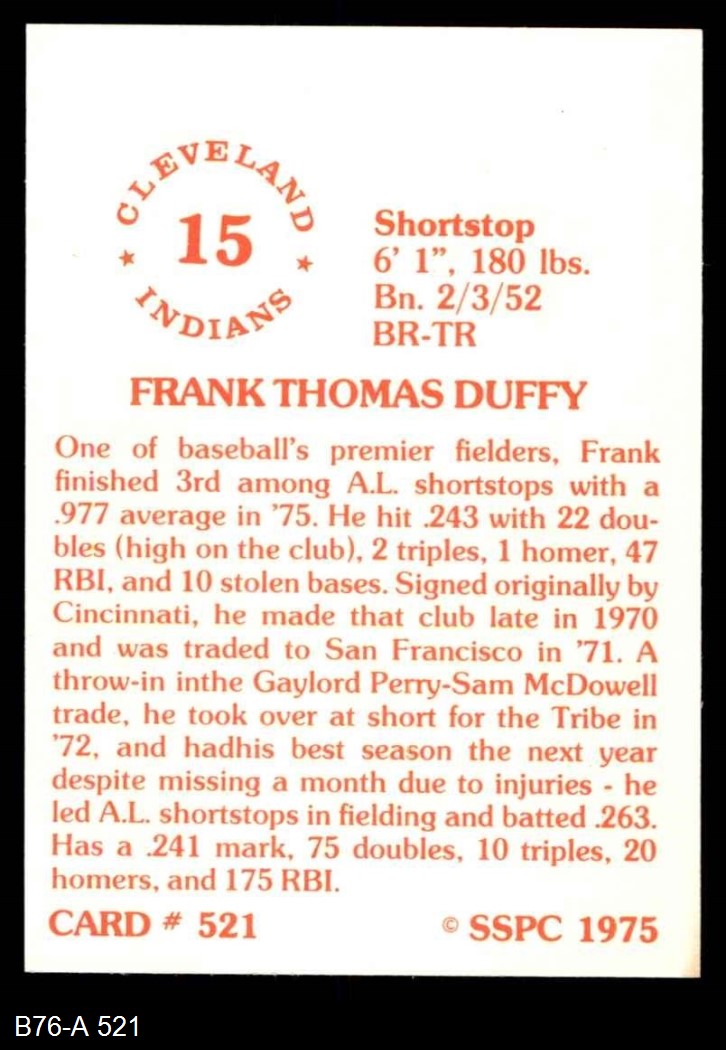 CLEVELAND
15
INDIANS
Shortstop
6' 1", 180 lbs.
Bn. 2/3/52
BR-TR
FRANK THOMAS DUFFY
One of baseball's premier fielders, Frank
finished 3rd among A.L. shortstops with a
.977 average in '75. He hit .243 with 22 dou-
bles (high on the club), 2 triples, 1 homer, 47
RBI, and 10 stolen bases. Signed originally by
Cincinnati, he made that club late in 1970
and was traded to San Francisco in '71. A
throw-in inthe Gaylord Perry-Sam McDowell
trade, he took over at short for the Tribe in
'72, and hadhis best season the next year
despite missing a month due to injuries - he
led A.L. shortstops in fielding and batted .263.
Has a .241 mark, 75 doubles, 10 triples, 20
homers, and 175 RBI.
CARD # 521
© SSPC 1975
B76-A 521